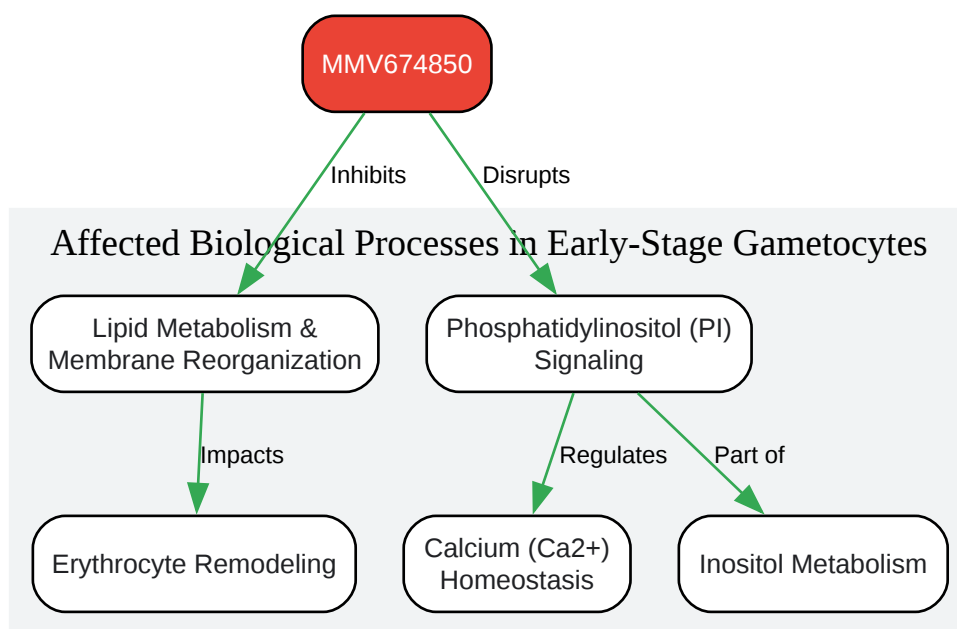 MMV674850
Inhibits
Disrupts
Affected Biological Processes in Early-Stage Gametocytes
Lipid Metabolism &
Membrane Reorganization
Phosphatidylinositol (PI)
Signaling
Impacts
Regulates
Part of
Erythrocyte Remodeling
Calcium (Ca2+)
Homeostasis
Inositol Metabolism